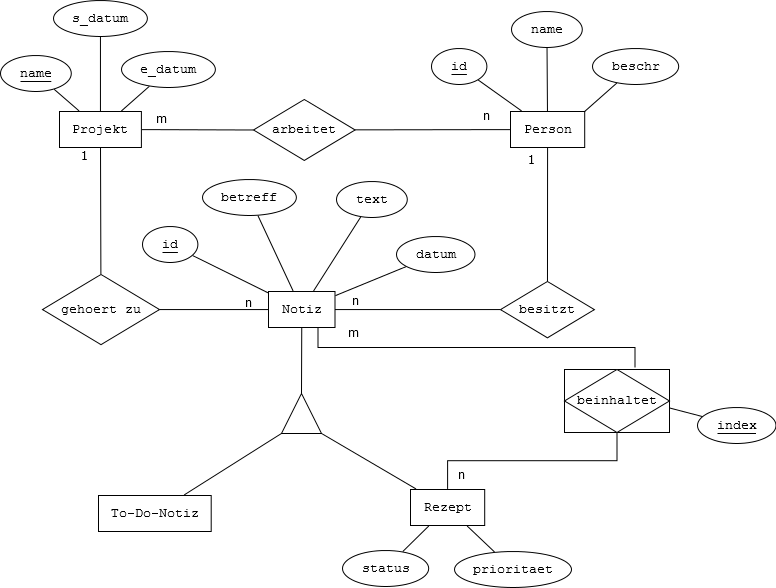 s_datum
name
e_datum
Projekt
m
arbeitet
n
name
id
beschr
Person
1
1
betreff
text
id
datum
gehoert zu
n
Notiz
n
besitzt
m
beinhaltet
index
n
To-Do-Notiz
Rezept
status
prioritaet